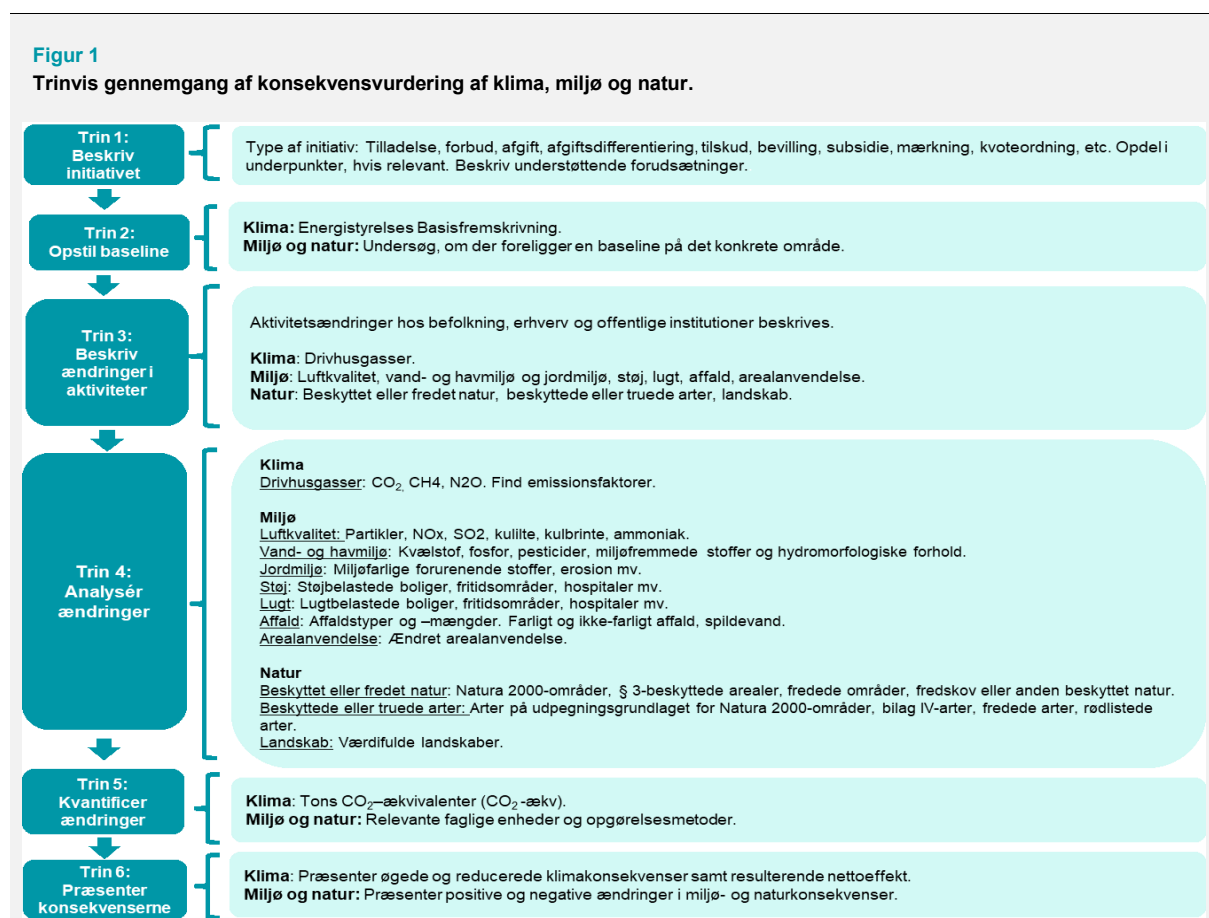 Figur 1
Trinvis gennemgang af konsekvensvurdering af klima, miljø og natur.
Trin 1:
Beskriv
initiativet
Type af initiativ: Tilladelse, forbud, afgift, afgiftsdifferentiering, tilskud, bevilling, subsidie, mærkning, kvoteordning, etc. Opdel i
underpunkter, hvis relevant. Beskriv understøttende forudsætninger.
Trin 2:
Opstil baseline
Klima: Energistyrelses Basisfremskrivning.
Miljø og natur: Undersøg, om der foreligger en baseline på det konkrete område.
Trin 3:
Beskriv
ændringer i
aktiviteter
Aktivitetsændringer hos befolkning, erhverv og offentlige institutioner beskrives.
Klima: Drivhusgasser.
Miljø: Luftkvalitet, vand- og havmiljø og jordmiljø, støj, lugt, affald, arealanvendelse.
Natur: Beskyttet eller fredet natur, beskyttede eller truede arter, landskab.
Trin 4:
Analysér
ændringer
Klima
Drivhusgasser: CO2, CH4, N2O. Find emissionsfaktorer.
Miljø
Luftkvalitet: Partikler, NOx, SO2, kulilte, kulbrinte, ammoniak.
Vand- og havmiljø: Kvælstof, fosfor, pesticider, miljøfremmede stoffer og hydromorfologiske forhold.
Jordmiljø: Miljøfarlige forurenende stoffer, erosion mv.
Støj: Støjbelastede boliger, fritidsområder, hospitaler mv.
Lugt: Lugtbelastede boliger, fritidsområder, hospitaler mv.
Affald: Affaldstyper og –mængder. Farligt og ikke-farligt affald, spildevand.
Arealanvendelse: Ændret arealanvendelse.
Natur
Beskyttet eller fredet natur: Natura 2000-områder, § 3-beskyttede arealer, fredede områder, fredskov eller anden beskyttet natur.
Beskyttede eller truede arter: Arter på udpegningsgrundlaget for Natura 2000-områder, bilag IV-arter, fredede arter, rødlistede
arter.
Landskab: Værdifulde landskaber.
Trin 5:
Kvantificer
ændringer
Klima: Tons CO2–ækvivalenter (CO2-ækv).
Miljø og natur: Relevante faglige enheder og opgørelsesmetoder.
Trin 6:
Præsenter
konsekvenserne
Klima: Præsenter øgede og reducerede klimakonsekvenser samt resulterende nettoeffekt.
Miljø og natur: Præsenter positive og negative ændringer i miljø- og naturkonsekvenser.